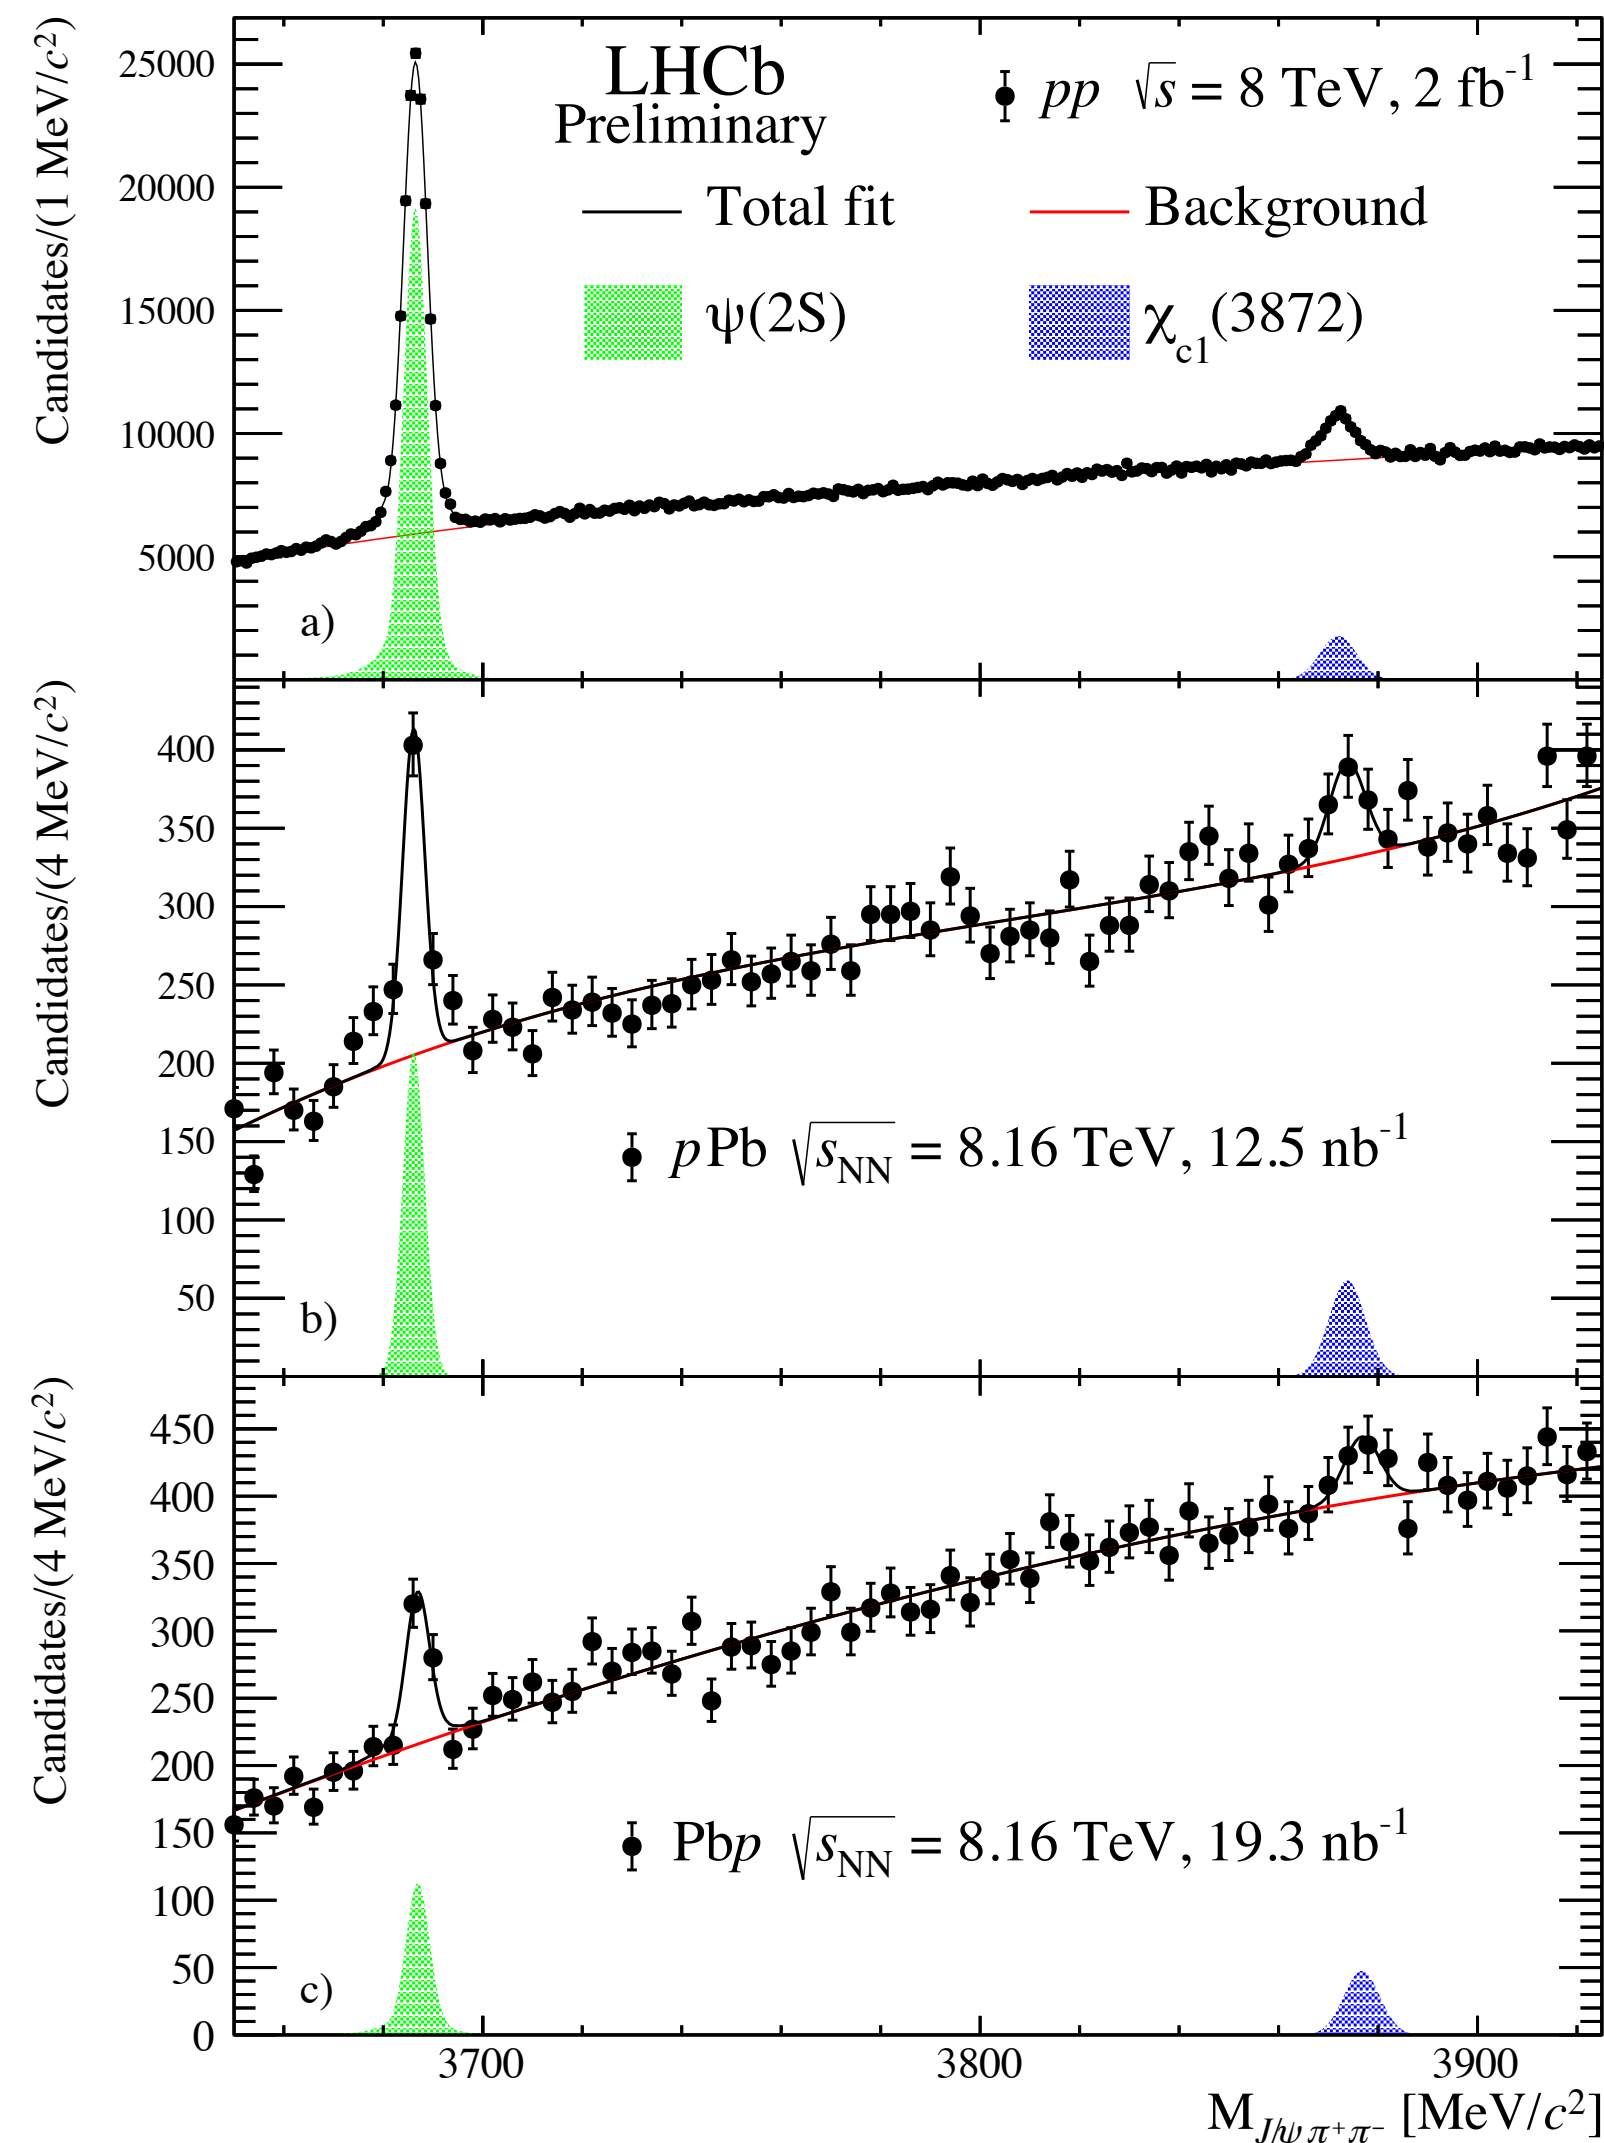 LHCb
Preliminary
pp √s = 8 TeV, 2 fb⁻¹
Total fit
Background
ψ(2S)
χc1(3872)
Candidates/(1 MeV/c²)
25000
20000
15000
10000
5000
a)
Candidates/(4 MeV/c²)
400
350
300
250
200
150
100
50
pPb √sNN = 8.16 TeV, 12.5 nb⁻¹
b)
Candidates/(4 MeV/c²)
450
400
350
300
250
200
150
100
50
0
Pbp √sNN = 8.16 TeV, 19.3 nb⁻¹
c)
3700 3800 3900
M J/ψ π⁺π⁻ [MeV/c²]